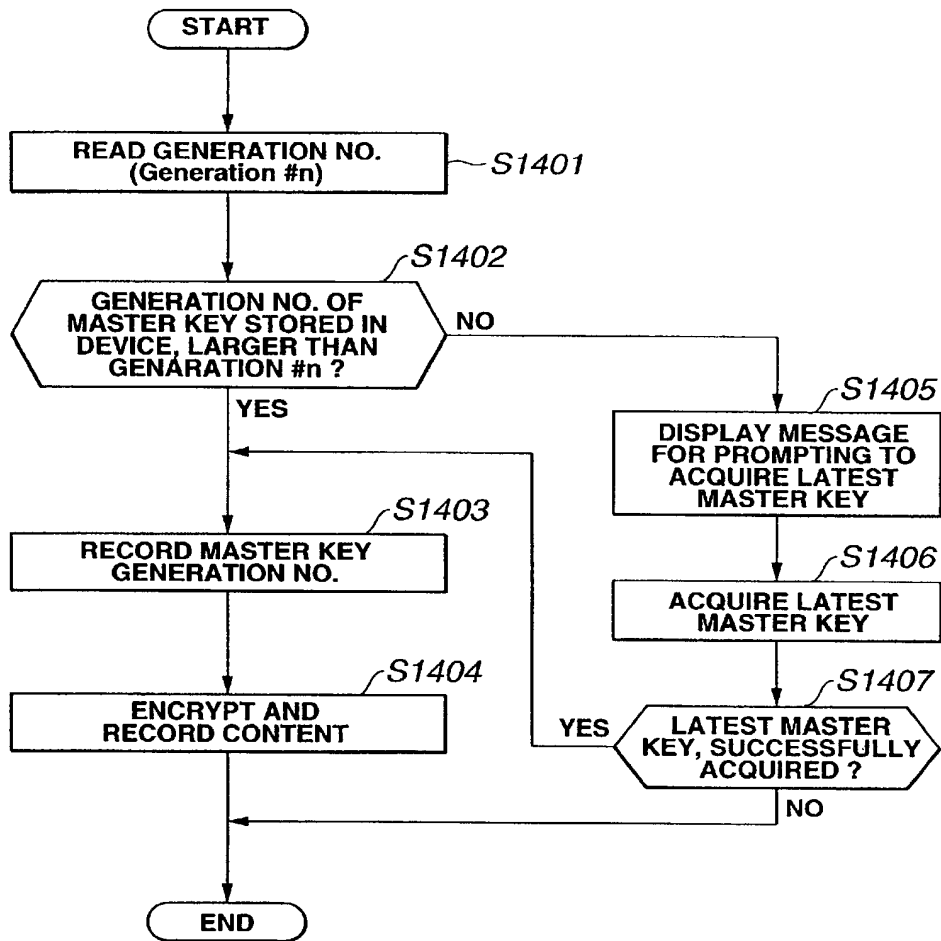 START
READ GENERATION NO.
(Generation #n)
S1401
S1402
GENERATION NO. OF
MASTER KEY STORED IN
DEVICE, LARGER THAN
GENARATION #n ?
NO
YES
S1405
DISPLAY MESSAGE
FOR PROMPTING TO
ACQUIRE LATEST
MASTER KEY
S1403
RECORD MASTER KEY
GENERATION NO.
S1406
ACQUIRE LATEST
MASTER KEY
S1404
ENCRYPT AND
RECORD CONTENT
S1407
YES
LATEST MASTER
KEY, SUCCESSFULLY
ACQUIRED ?
NO
END